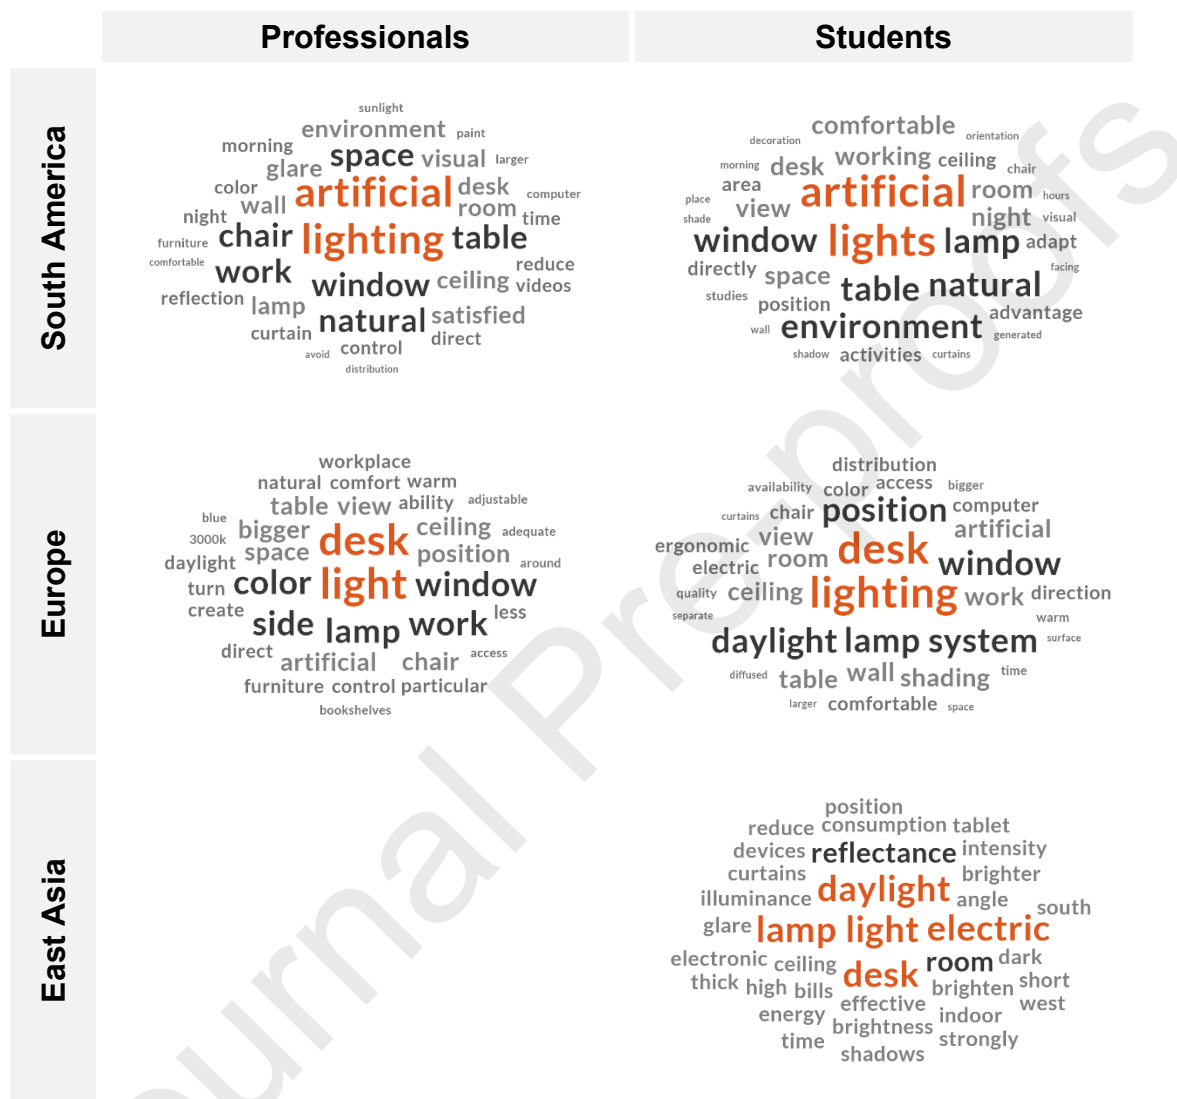 Professionals
Students
South America
sunlight
environment paint
morning space visual larger
glare
color artificial desk computer
wall room time
night
furniture chair lighting table
comfortable work reduce
window ceiling videos
reflection lamp natural satisfied
curtain direct
avoid control
distribution
comfortable
decoration orientation
morning desk working ceiling chair
area artificial room hours
place view night visual
shade
window lights lamp adapt
directly space facing
studies table natural
position advantage
wall environment generated
shadow activities curtains
Europe
workplace
natural comfort warm
table view ability adjustable
blue bigger desk ceiling adequate
3000k space position around
daylight
turn color light window
create side lamp work less
direct access
artificial chair
furniture control particular
bookshelves
distribution
availability color access bigger
curtains chair position computer
view artificial
ergonomic room desk window
electric
quality ceiling lighting work direction
separate warm
daylight lamp system surface
diffused table wall shading time
larger comfortable space
East Asia
position
reduce consumption tablet
devices reflectance intensity
curtains daylight brighter
illuminance angle south
glare lamp light electric
electronic ceiling desk room dark
thick high bills brighten short
effective west
energy brightness indoor
time strongly
shadows
Journal Pre-proofs